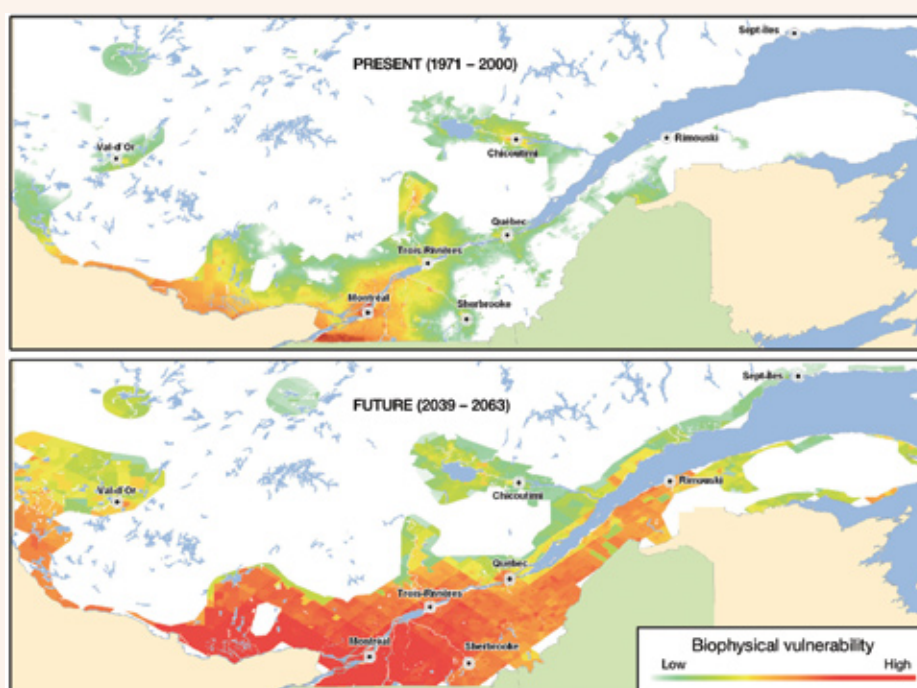 Sept-Îles
PRESENT (1971 – 2000)
Val-d'Or
Chicoutimi
Rimouski
Québec
Trois-Rivières
Montréal
Sherbrooke
Sept-Îles
FUTURE (2039 – 2063)
Val-d'Or
Chicoutimi
Rimouski
Québec
Trois-Rivières
Montréal
Sherbrooke
Biophysical vulnerability
Low High